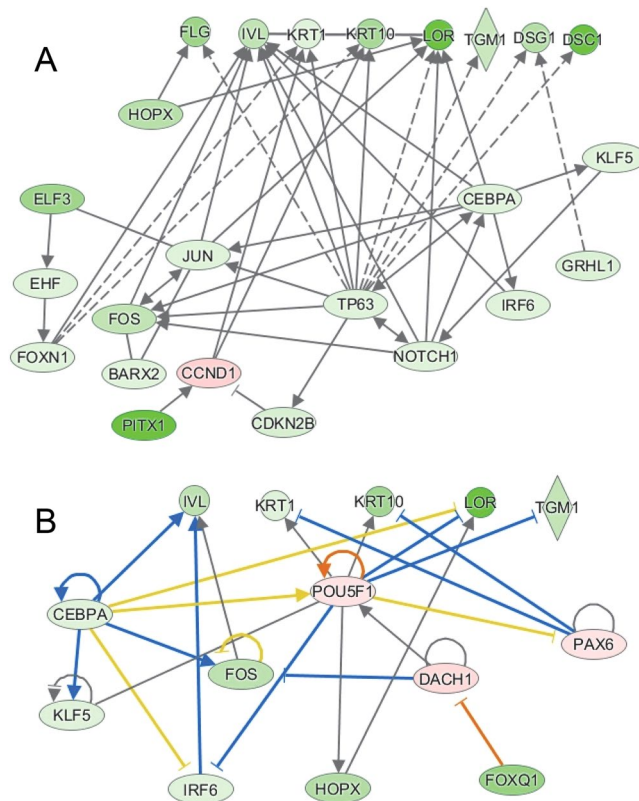 A
FLG IVL KRT1 KRT10 LOR TGM1 DSG1 DSC1
HOPX
KLF5
ELF3
CEBPA
JUN
GRHL1
EHF
TP63
IRF6
FOS
FOXN1
NOTCH1
BARX2
CCND1
PITX1
CDKN2B
B
IVL KRT1 KRT10 LOR TGM1
POU5F1
CEBPA
PAX6
FOS
DACH1
KLF5
IRF6
HOPX
FOXQ1